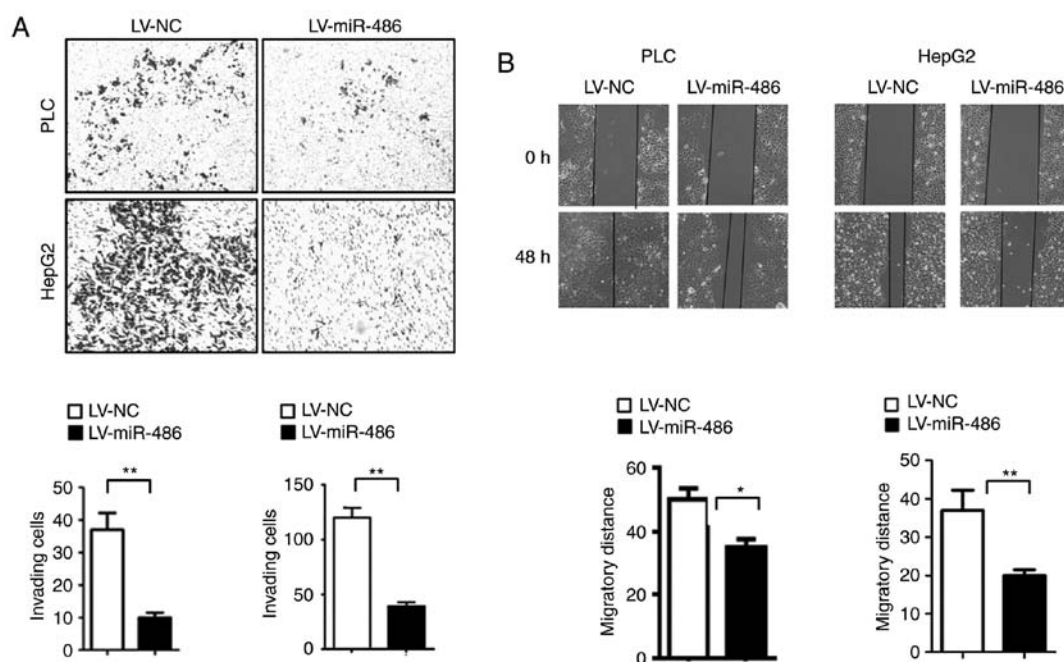 A
LV-NC
LV-miR-486
PLC
HepG2
LV-NC
LV-miR-486
Invading cells
50
40
30
20
10
0
**
LV-NC
LV-miR-486
Invading cells
150
100
50
0
**
B
PLC
HepG2
LV-NC
LV-miR-486
LV-NC
LV-miR-486
0 h
48 h
LV-NC
LV-miR-486
Migratory distance
60
40
20
0
*
LV-NC
LV-miR-486
Migratory distance
50
40
30
20
10
0
**